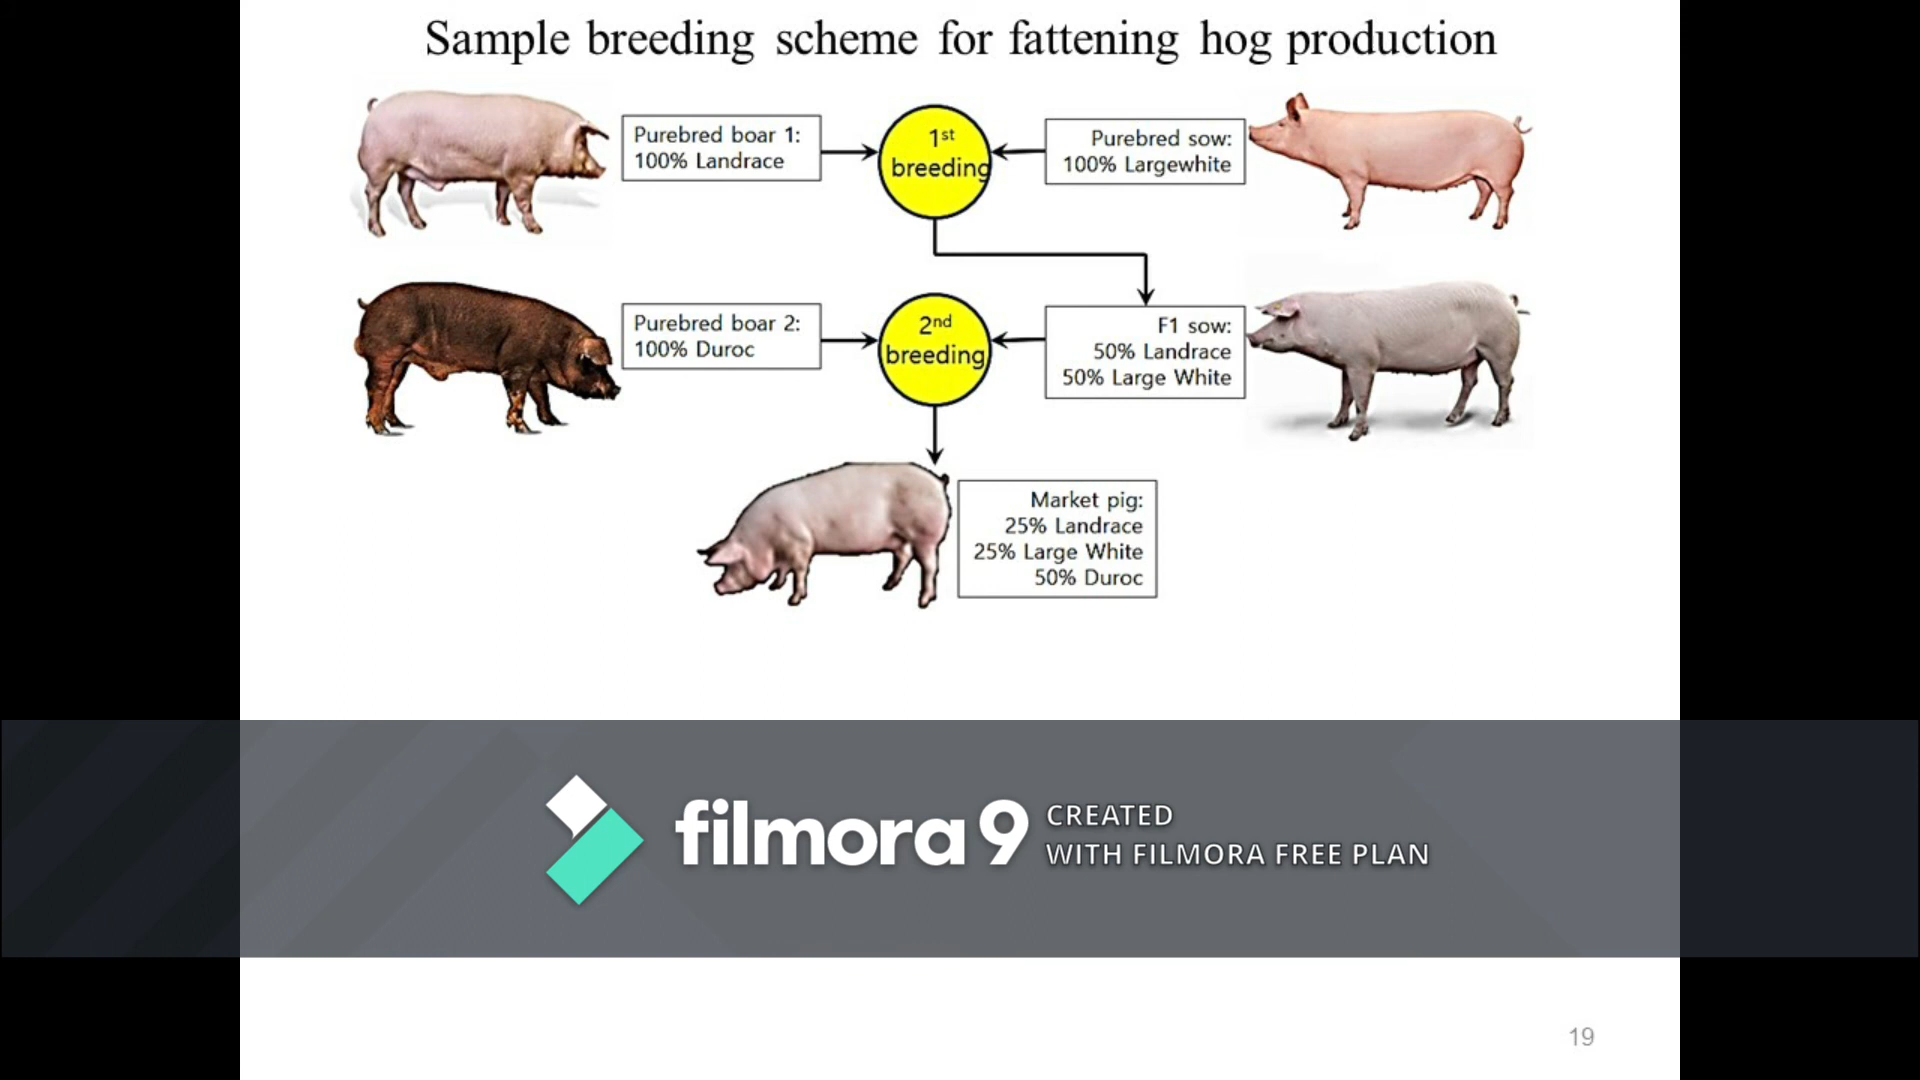 Sample breeding scheme for fattening hog production
Purebred boar 1:
100% Landrace
1st
breeding
Purebred sow:
100% Largewhite
Purebred boar 2:
100% Duroc
2nd
breeding
F1 sow:
50% Landrace
50% Large White
Market pig:
25% Landrace
25% Large White
50% Duroc
filmora 9
CREATED
WITH FILMORA FREE PLAN
19